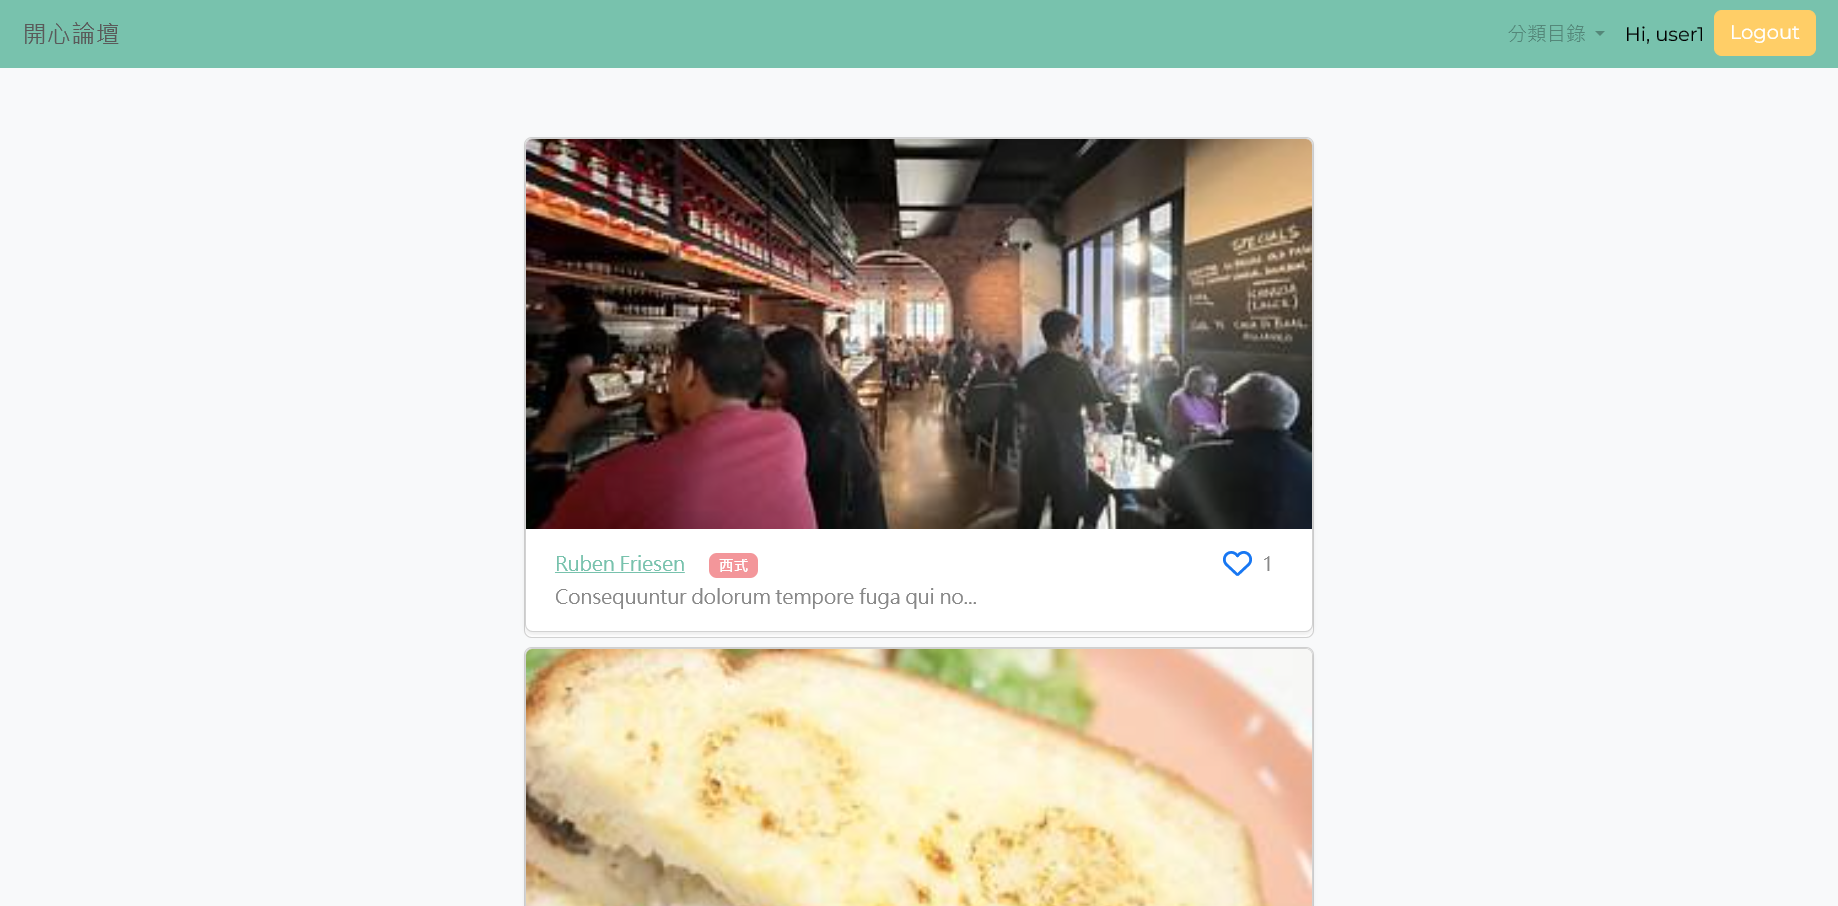 開心論壇
分類目錄
Hi, user1
Logout
SPECIALS
Ruben Friesen
西式
1
Consequuntur dolorum tempore fuga qui no...